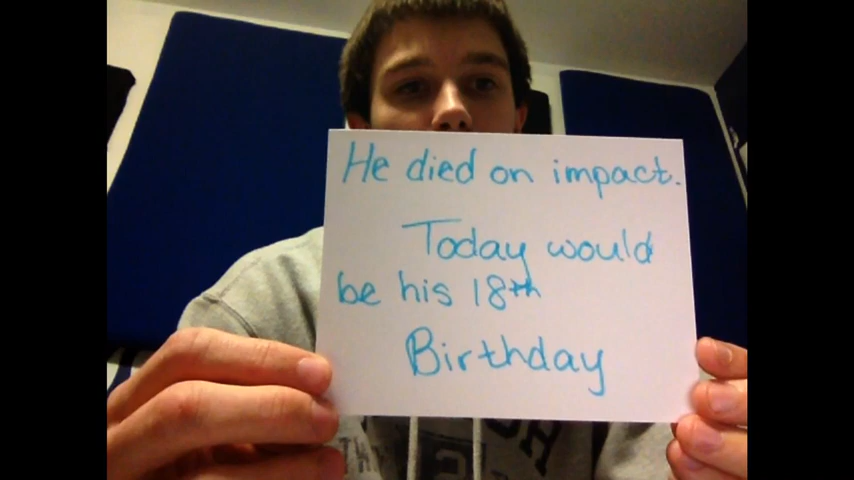 He died on impact.
Today would
be his 18th
Birthday